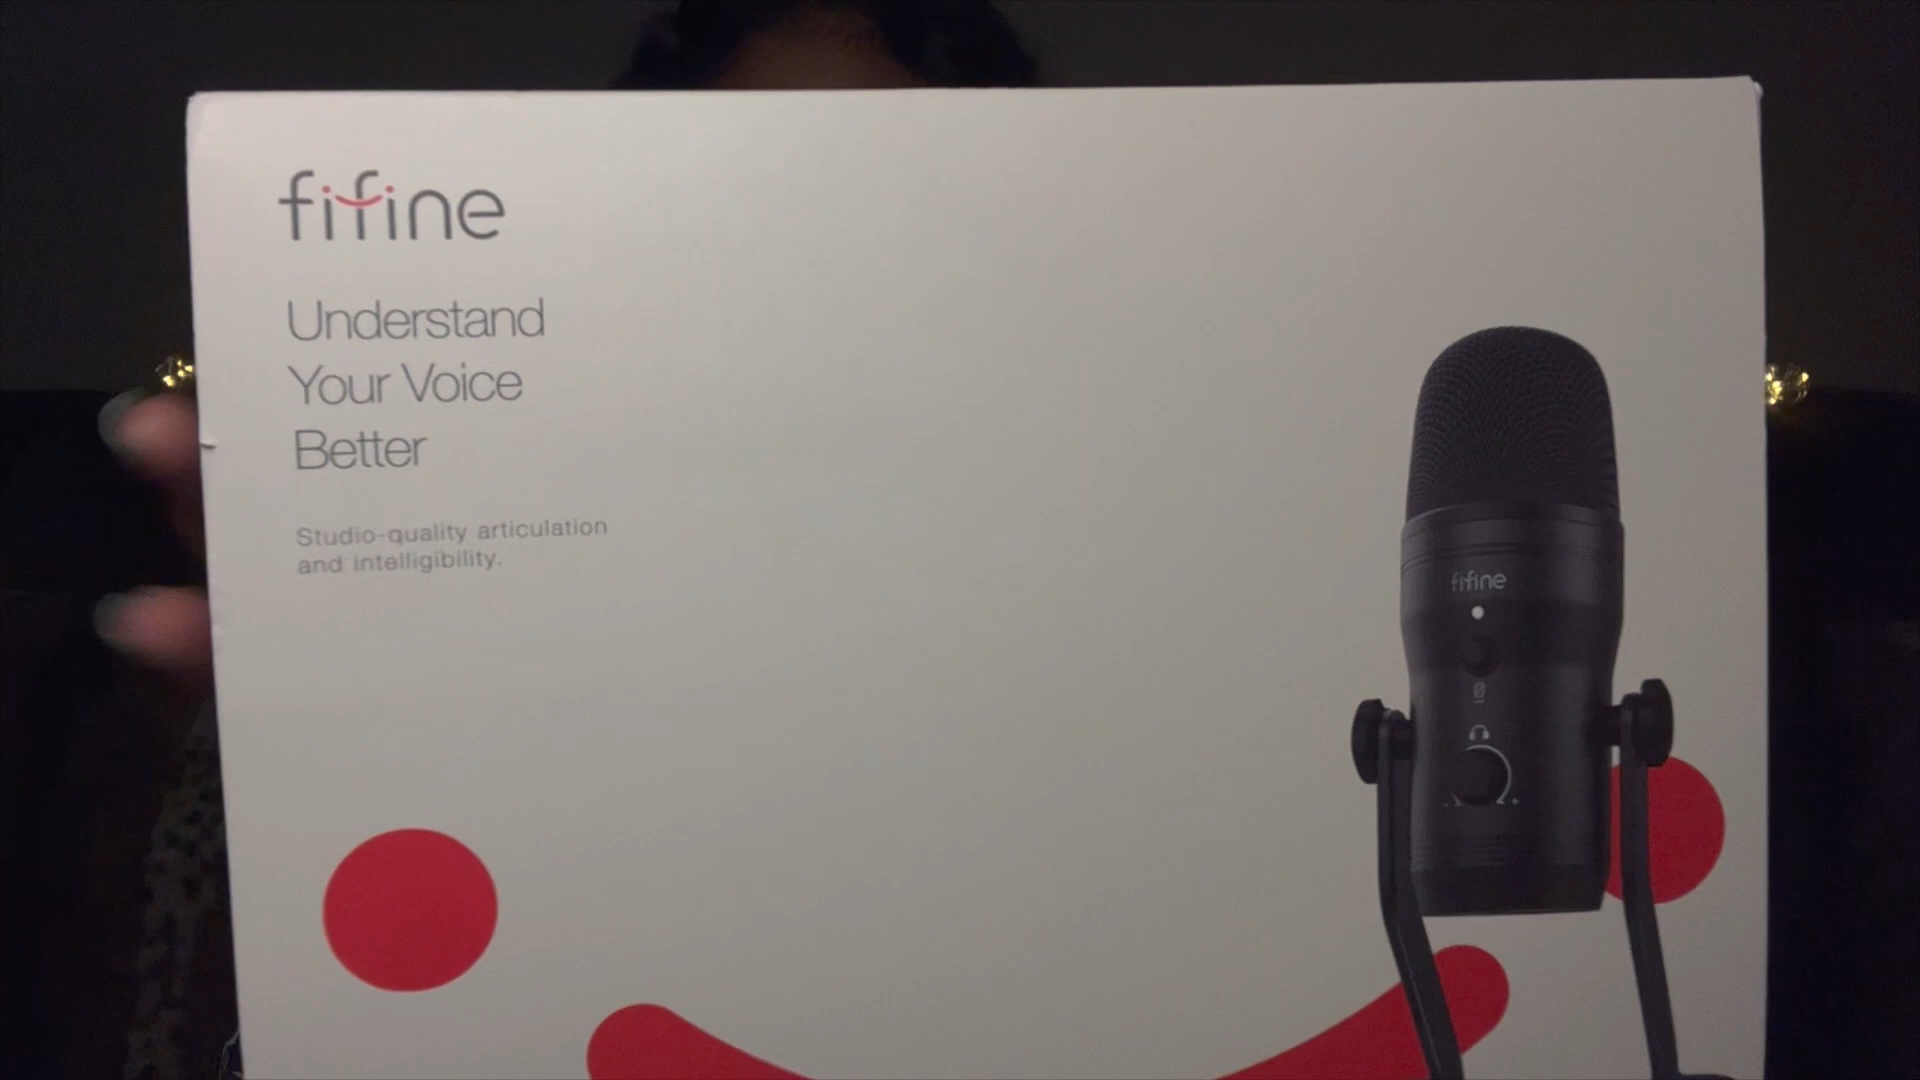 fifine
Understand
Your Voice
Better
Studio-quality articulation
and intelligibility.
fifine
- +